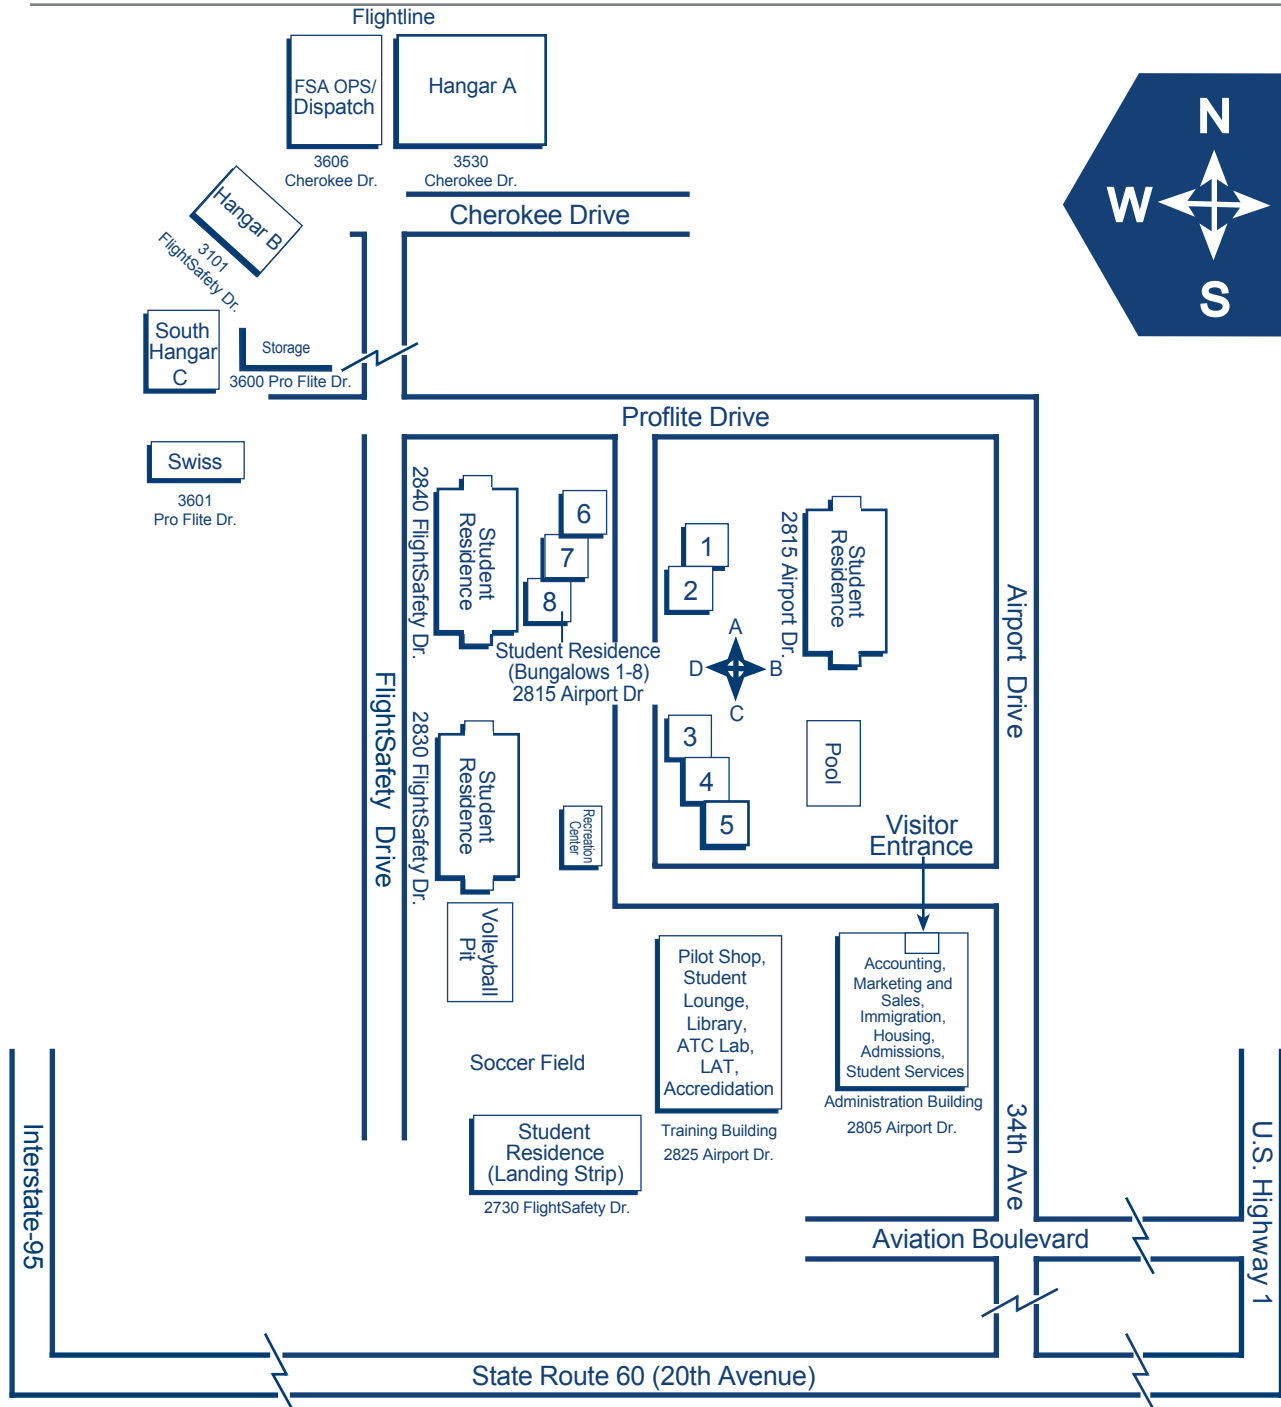 Flightline
FSA OPS/
Dispatch
Hangar A
3606
Cherokee Dr.
3530
Cherokee Dr.
N
W
S
Cherokee Drive
Hangar B
3101
FlightSafety Dr.
South
Hangar
C
Storage
3600 Pro Flite Dr.
Proflite Drive
Swiss
3601
Pro Flite Dr.
2840 FlightSafety Dr.
Student
Residence
6
7
8
Student Residence
(Bungalows 1-8)
2815 Airport Dr
1
2
2815 Airport Dr.
Student
Residence
Airport Drive
A
D
B
C
FlightSafety Drive
2830 FlightSafety Dr.
Student
Residence
Recreation
Center
3
4
5
Pool
Visitor
Entrance
Volleyball
Pit
Pilot Shop,
Student
Lounge,
Library,
ATC Lab,
LAT,
Accredidation
Training Building
2825 Airport Dr.
Accounting,
Marketing and
Sales,
Immigration,
Housing,
Admissions,
Student Services
Administration Building
2805 Airport Dr.
Soccer Field
Student
Residence
(Landing Strip)
2730 FlightSafety Dr.
34th Ave
Interstate-95
Aviation Boulevard
U.S. Highway 1
State Route 60 (20th Avenue)